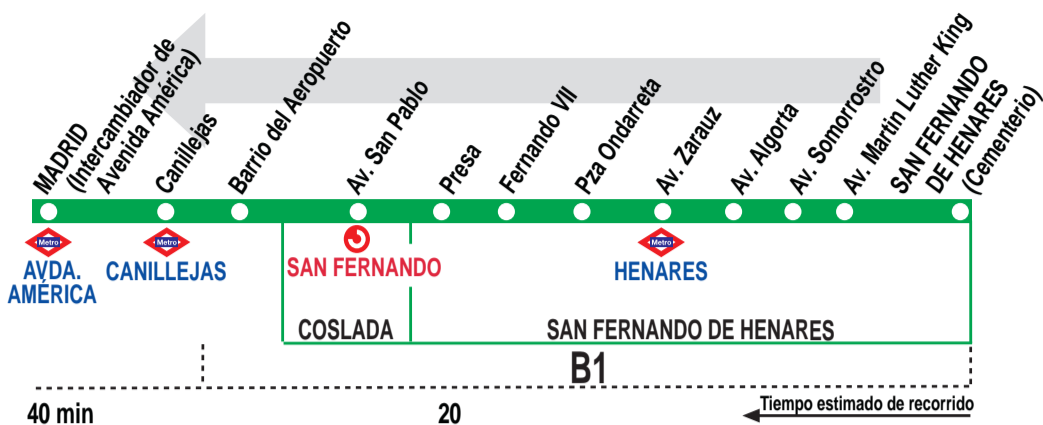 MADRID
(Intercambiador de
Avenida América)
Canillejas
Barrio del Aeropuerto
Av. San Pablo
Presa
Fernando VII
Pza Ondarreta
Av. Zarauz
Av. Algorta
Av. Somorrostro
Av. Martin Luther King
SAN FERNANDO
DE HENARES
(Cementerio)
Metro
AVDA.
AMÉRICA
Metro
CANILLEJAS
SAN FERNANDO
Metro
HENARES
COSLADA
SAN FERNANDO DE HENARES
B1
40 min
20
Tiempo estimado de recorrido